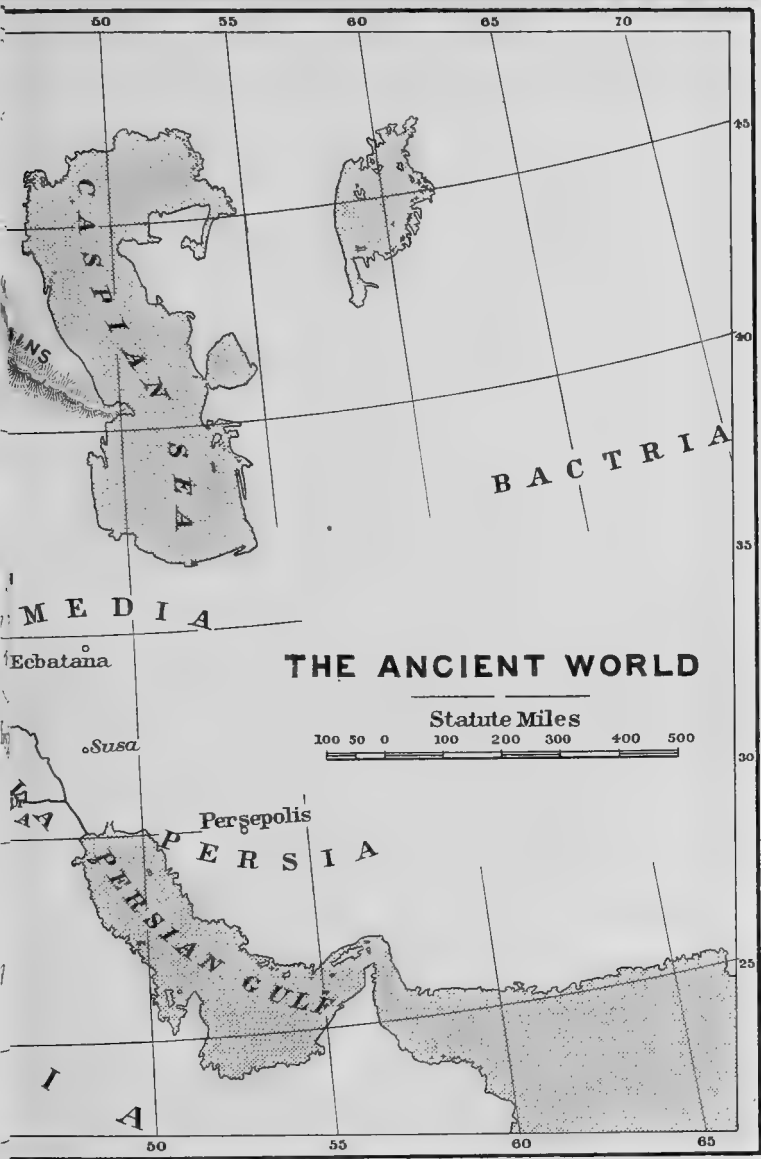 50 55 60 65 70
45
CASPIAN SEA
40
BACTRIA
35
MEDIA
Ecbatana
THE ANCIENT WORLD
Statute Miles
100 50 0 100 200 300 400 500
Susa
30
Persepolis
PERSIA
PERSIAN GULF
25
I A
50 55 60 65